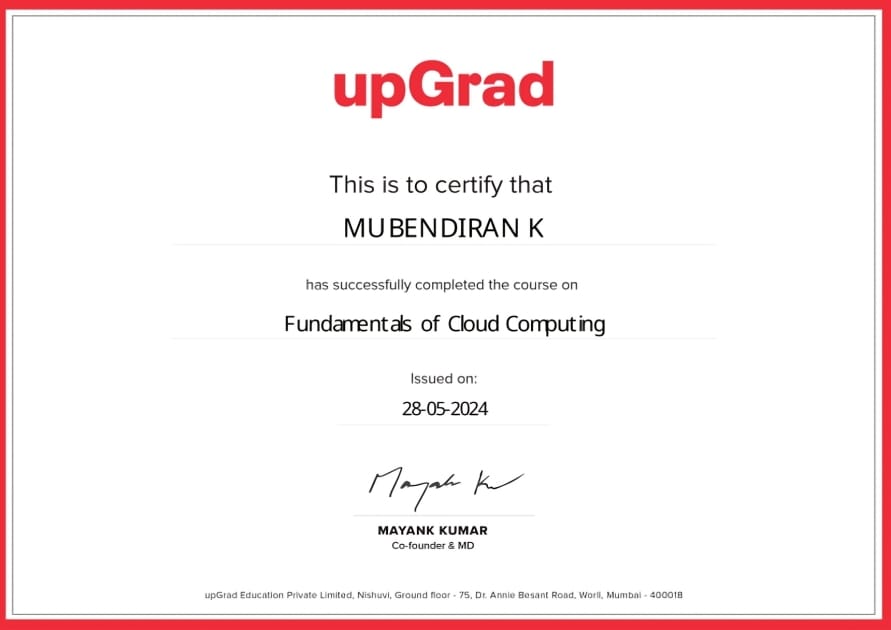 upGrad
This is to certify that
MUBENDIRAN K
has successfully completed the course on
Fundamentals of Cloud Computing
Issued on:
28-05-2024
Mayank Ku
MAYANK KUMAR
Co-founder & MD
upGrad Education Private Limited, Nishuvi, Ground floor - 75, Dr. Annie Besant Road, Worli, Mumbai - 400018